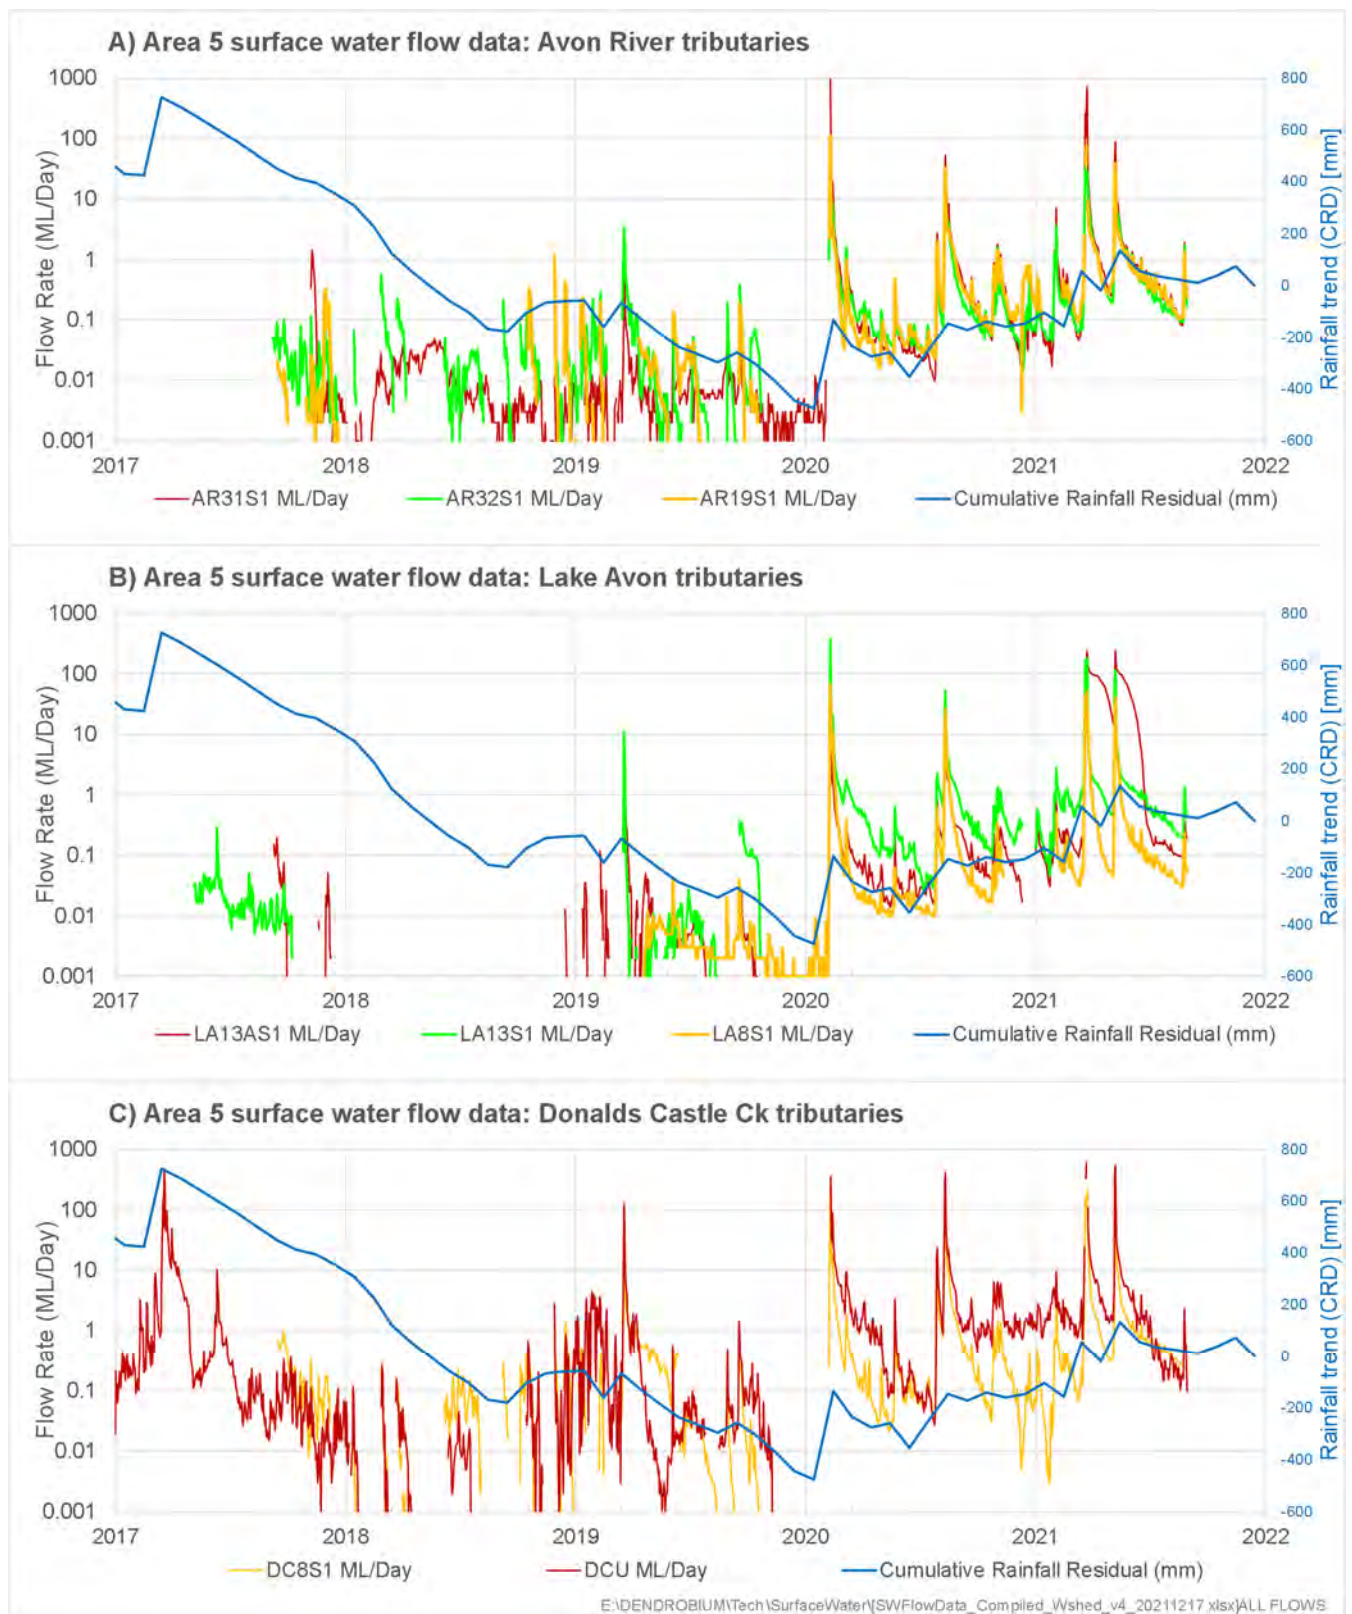 A) Area 5 surface water flow data: Avon River tributaries
1000
100
10
1
0.1
0.01
0.001
Flow Rate (ML/Day)
800
600
400
200
0
-200
-400
-600
Rainfall trend (CRD) [mm]
2017 2018 2019 2020 2021 2022
AR31S1 ML/Day AR32S1 ML/Day AR19S1 ML/Day Cumulative Rainfall Residual (mm)
B) Area 5 surface water flow data: Lake Avon tributaries
1000
100
10
1
0.1
0.01
0.001
Flow Rate (ML/Day)
800
600
400
200
0
-200
-400
-600
Rainfall trend (CRD) [mm]
2017 2018 2019 2020 2021 2022
LA13AS1 ML/Day LA13S1 ML/Day LA8S1 ML/Day Cumulative Rainfall Residual (mm)
C) Area 5 surface water flow data: Donalds Castle Ck tributaries
1000
100
10
1
0.1
0.01
0.001
Flow Rate (ML/Day)
800
600
400
200
0
-200
-400
-600
Rainfall trend (CRD) [mm]
2017 2018 2019 2020 2021 2022
DC8S1 ML/Day DCU ML/Day Cumulative Rainfall Residual (mm)
E:\DENDROBIUM\Tech\SurfaceWater\[SWFlowData_Compiled_Wshed_v4_20211217.xlsx]ALL FLOWS